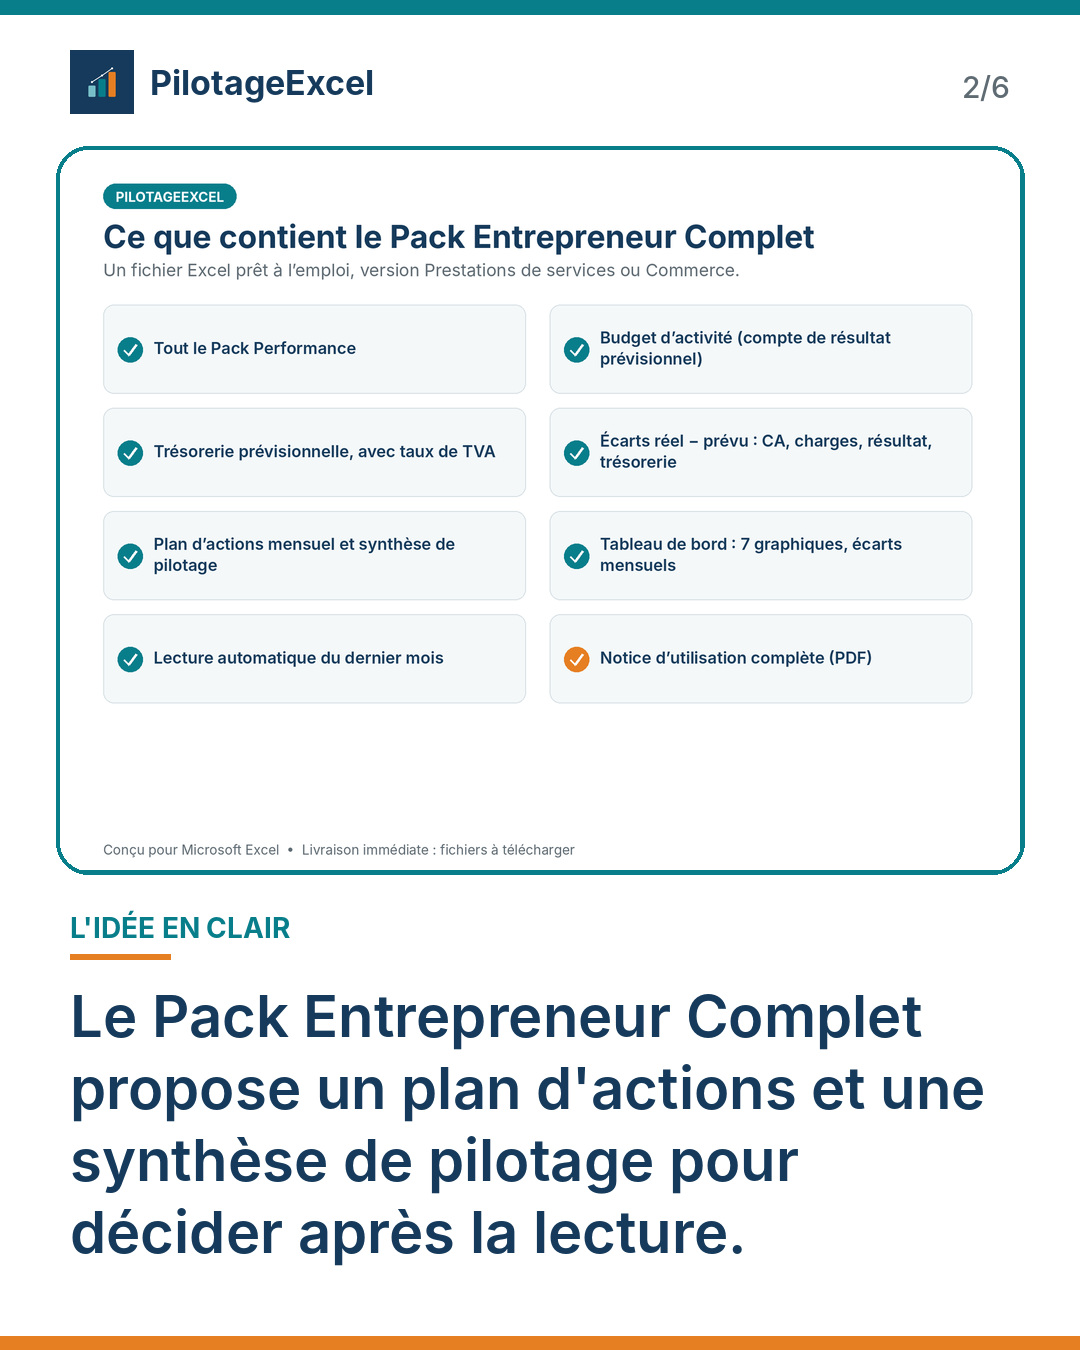 PilotageExcel
2/6
PILOTAGEEXCEL
Ce que contient le Pack Entrepreneur Complet
Un fichier Excel prêt à l’emploi, version Prestations de services ou Commerce.
Tout le Pack Performance
Budget d’activité (compte de résultat
prévisionnel)
Trésorerie prévisionnelle, avec taux de TVA
Écarts réel – prévu : CA, charges, résultat,
trésorerie
Plan d’actions mensuel et synthèse de
pilotage
Tableau de bord : 7 graphiques, écarts
mensuels
Lecture automatique du dernier mois
Notice d’utilisation complète (PDF)
Conçu pour Microsoft Excel • Livraison immédiate : fichiers à télécharger
L'IDÉE EN CLAIR
Le Pack Entrepreneur Complet
propose un plan d'actions et une
synthèse de pilotage pour
décider après la lecture.